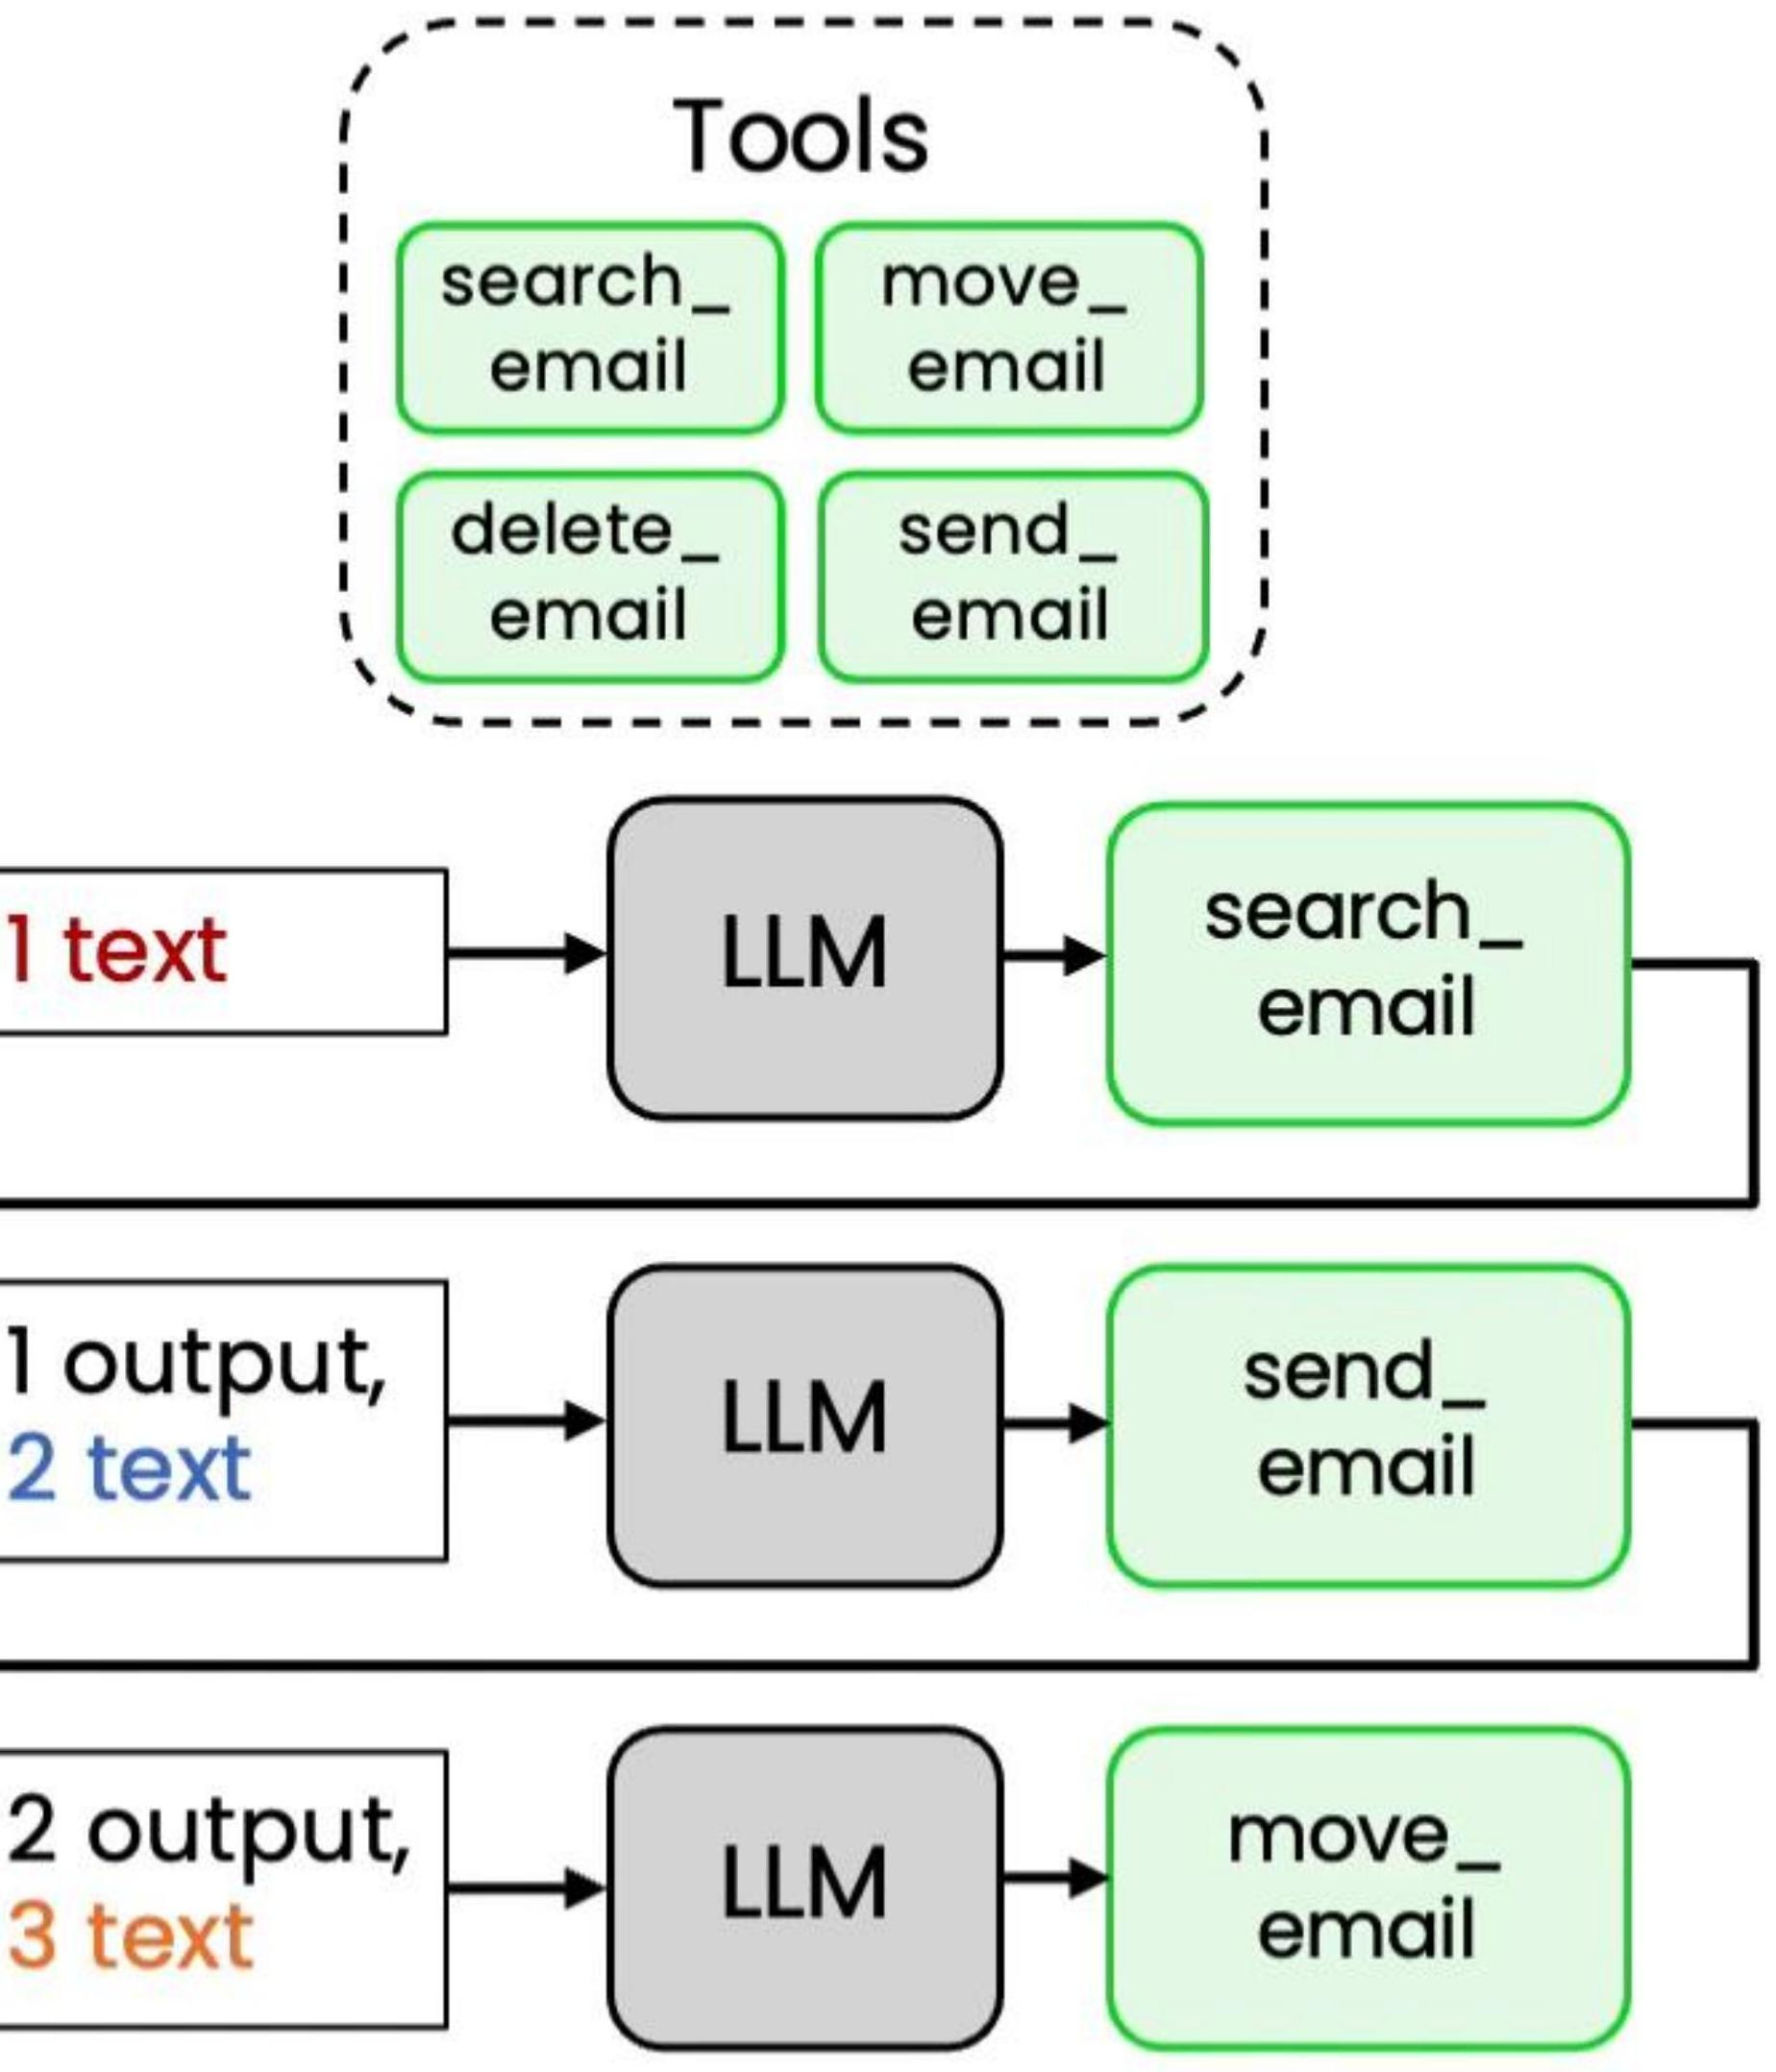 Tools
search_
email
move_
email
delete_
email
send_
email
1 text
LLM
search_
email
1 output,
2 text
LLM
send_
email
2 output,
3 text
LLM
move_
email